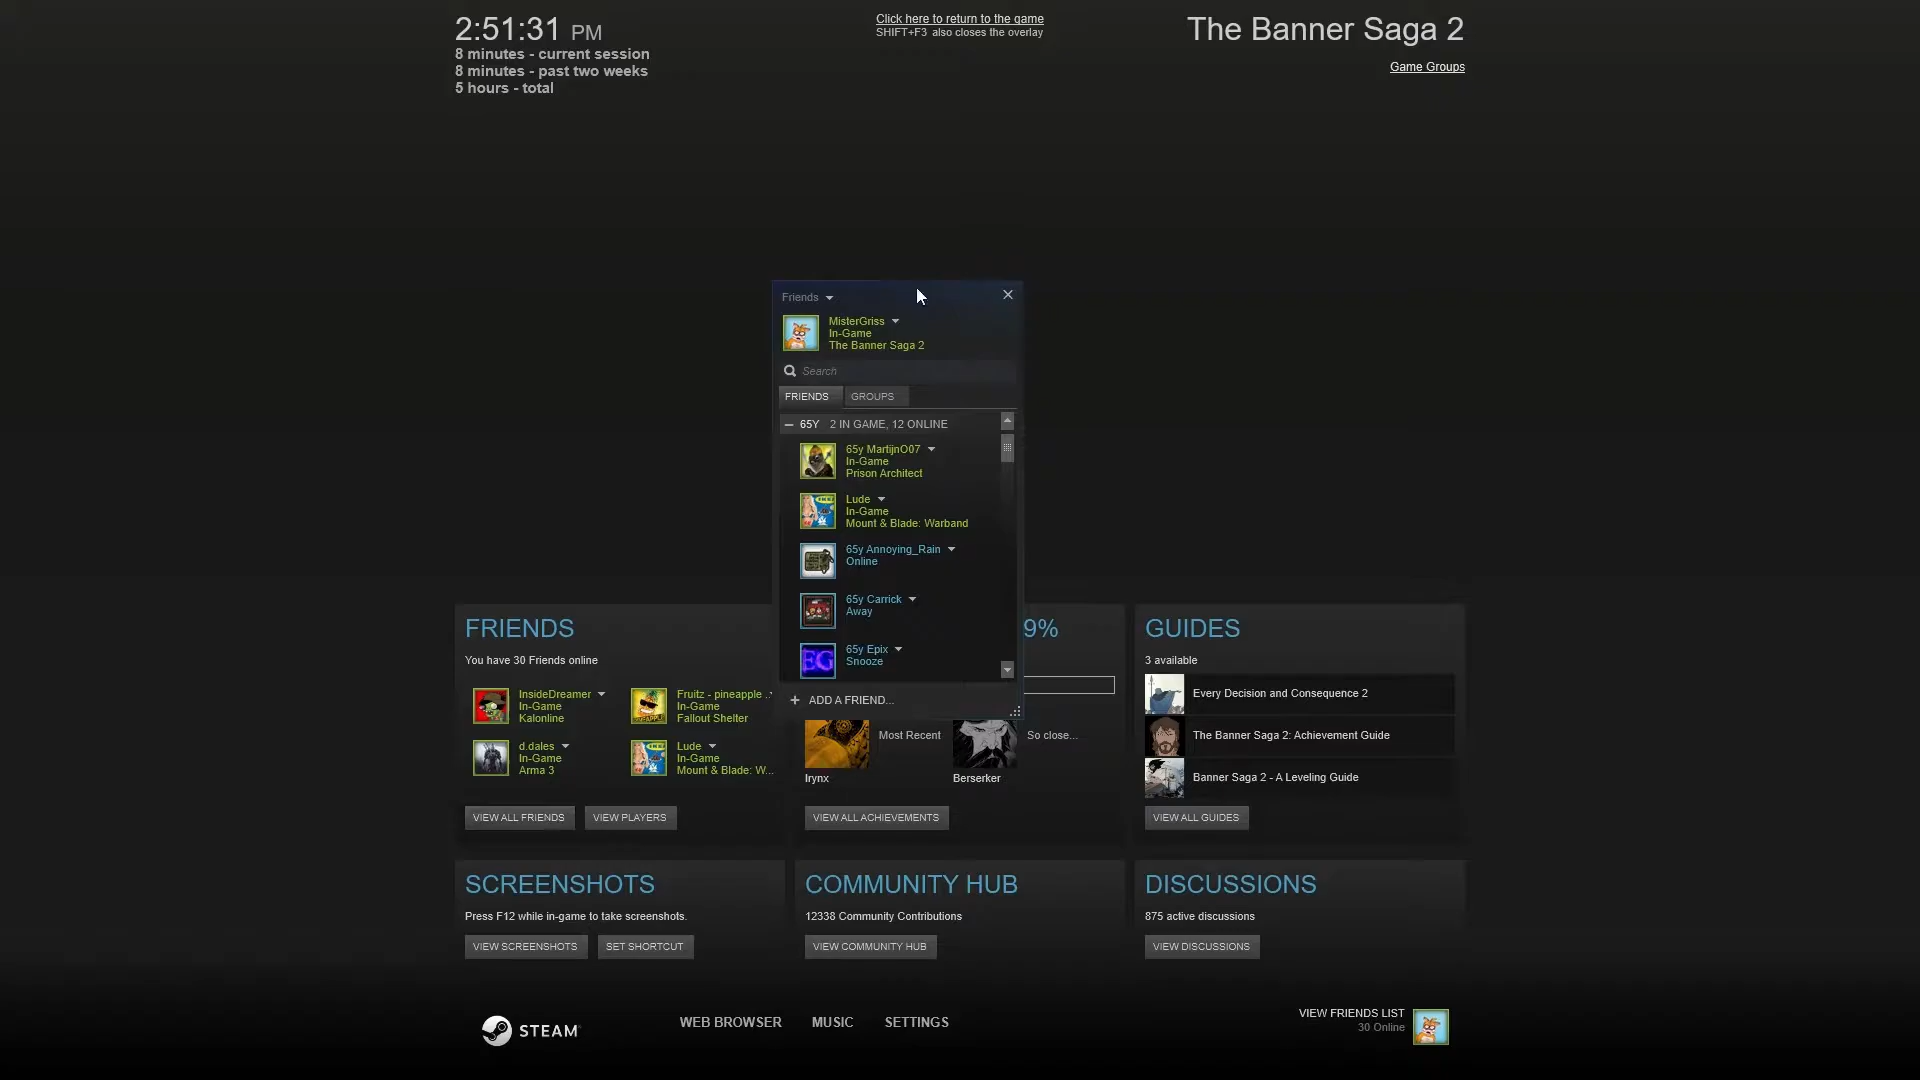 2:51:31 PM
8 minutes - current session
8 minutes - past two weeks
5 hours - total
Click here to return to the game
SHIFT+F3 also closes the overlay
The Banner Saga 2
Game Groups
Friends
MisterGriss
In-Game
The Banner Saga 2
Search
FRIENDS GROUPS
65Y 2 IN GAME, 12 ONLINE
65y MartijnO07
In-Game
Prison Architect
Lude
In-Game
Mount & Blade: Warband
65y Annoying_Rain
Online
65y Carrick
Away
65y Epix
Snooze
EG
+ ADD A FRIEND...
FRIENDS
You have 30 Friends online
InsideDreamer
In-Game
Kalonline
Fruitz - pineapple ..
In-Game
Fallout Shelter
d.dales
In-Game
Arma 3
Lude
In-Game
Mount & Blade: W...
VIEW ALL FRIENDS VIEW PLAYERS
9%
Most Recent
Irynx
So close...
Berserker
VIEW ALL ACHIEVEMENTS
GUIDES
3 available
Every Decision and Consequence 2
The Banner Saga 2: Achievement Guide
Banner Saga 2 - A Leveling Guide
VIEW ALL GUIDES
SCREENSHOTS
Press F12 while in-game to take screenshots.
VIEW SCREENSHOTS SET SHORTCUT
COMMUNITY HUB
12338 Community Contributions
VIEW COMMUNITY HUB
DISCUSSIONS
875 active discussions
VIEW DISCUSSIONS
STEAM
WEB BROWSER MUSIC SETTINGS
VIEW FRIENDS LIST
30 Online